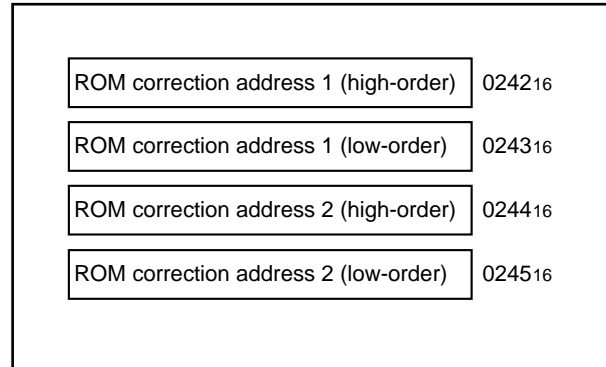 ROM correction address 1 (high-order) 0242₁₆
ROM correction address 1 (low-order) 0243₁₆
ROM correction address 2 (high-order) 0244₁₆
ROM correction address 2 (low-order) 0245₁₆